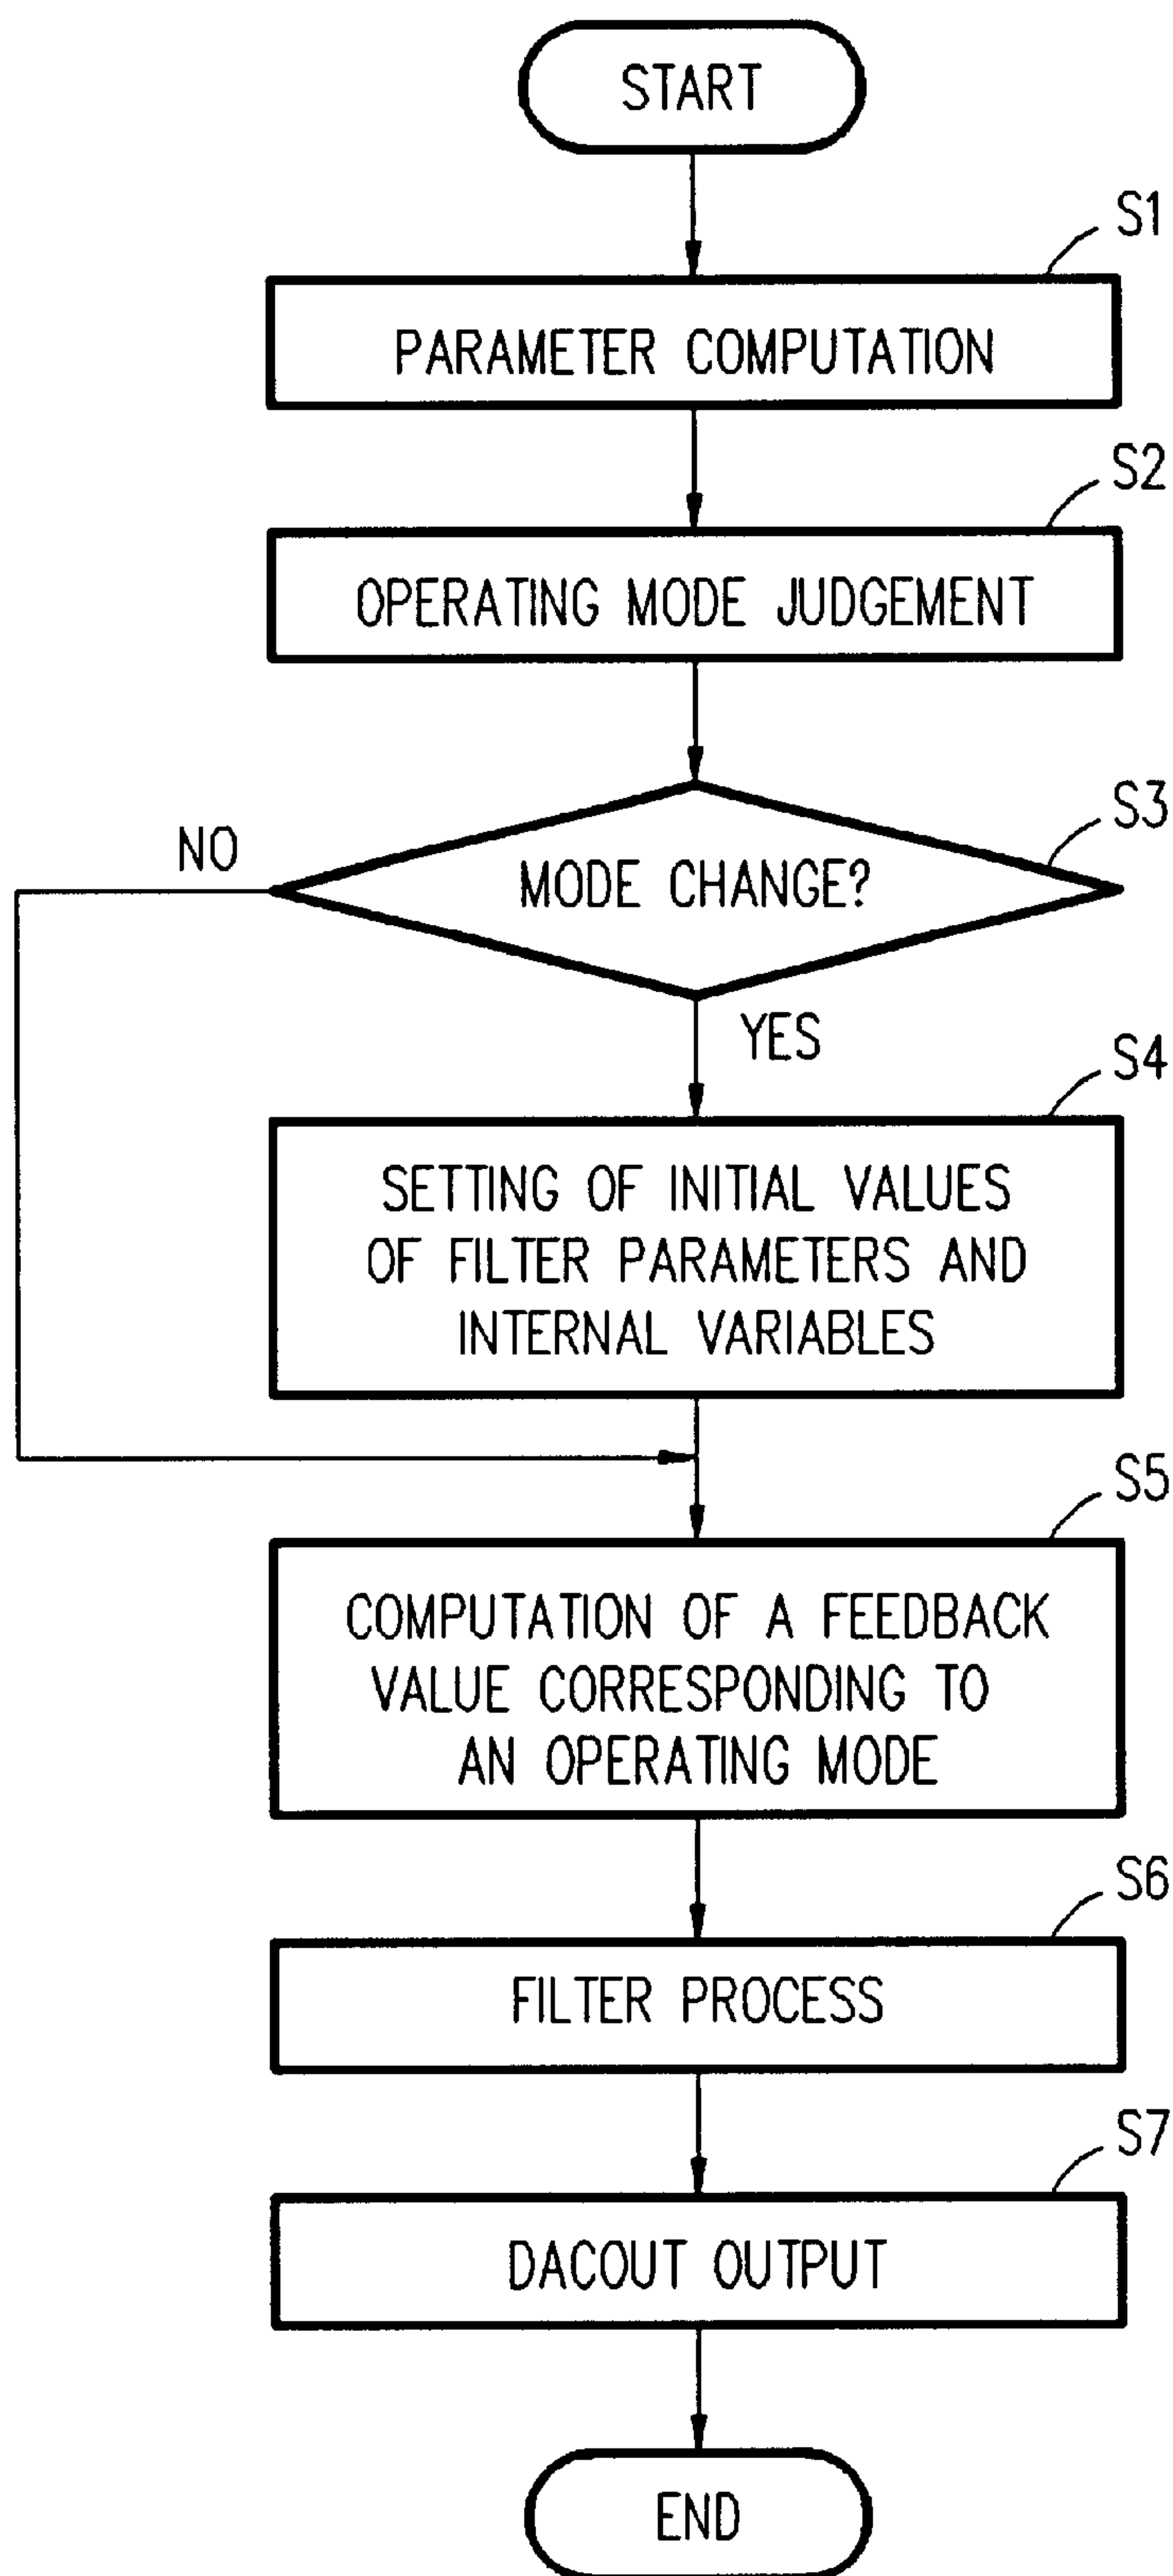 START
S1
PARAMETER COMPUTATION
S2
OPERATING MODE JUDGEMENT
S3
NO
MODE CHANGE?
YES
S4
SETTING OF INITIAL VALUES
OF FILTER PARAMETERS AND
INTERNAL VARIABLES
S5
COMPUTATION OF A FEEDBACK
VALUE CORRESPONDING TO
AN OPERATING MODE
S6
FILTER PROCESS
S7
DACOUT OUTPUT
END